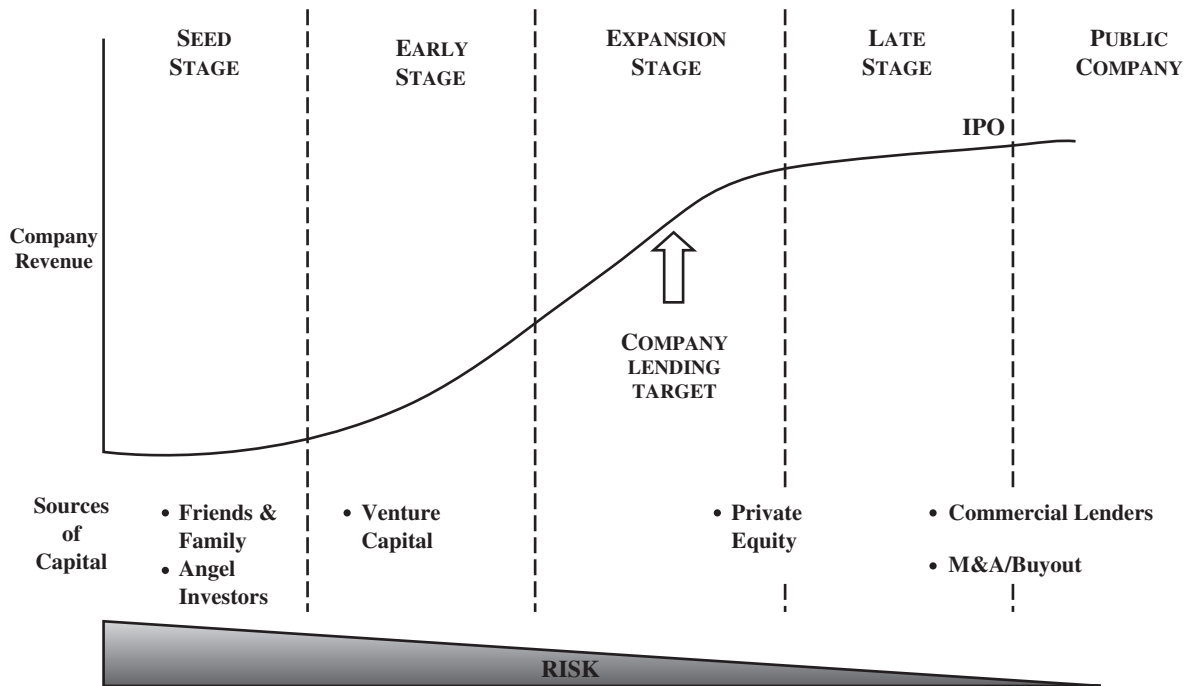 SEED
STAGE
EARLY
STAGE
EXPANSION
STAGE
LATE
STAGE
PUBLIC
COMPANY
IPO
Company
Revenue
COMPANY
LENDING
TARGET
Sources
of
Capital
• Friends &
Family
• Angel
Investors
• Venture
Capital
• Private
Equity
• Commercial Lenders
• M&A/Buyout
RISK